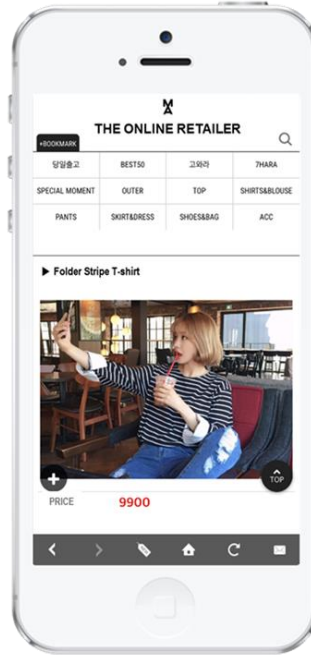 M
A
THE ONLINE RETAILER
+BOOKMARK
당일출고 BEST50 고와라 7HARA
SPECIAL MOMENT OUTER TOP SHIRTS&BLOUSE
PANTS SKIRT&DRESS SHOES&BAG ACC
▶ Folder Stripe T-shirt
TOP
PRICE 9900